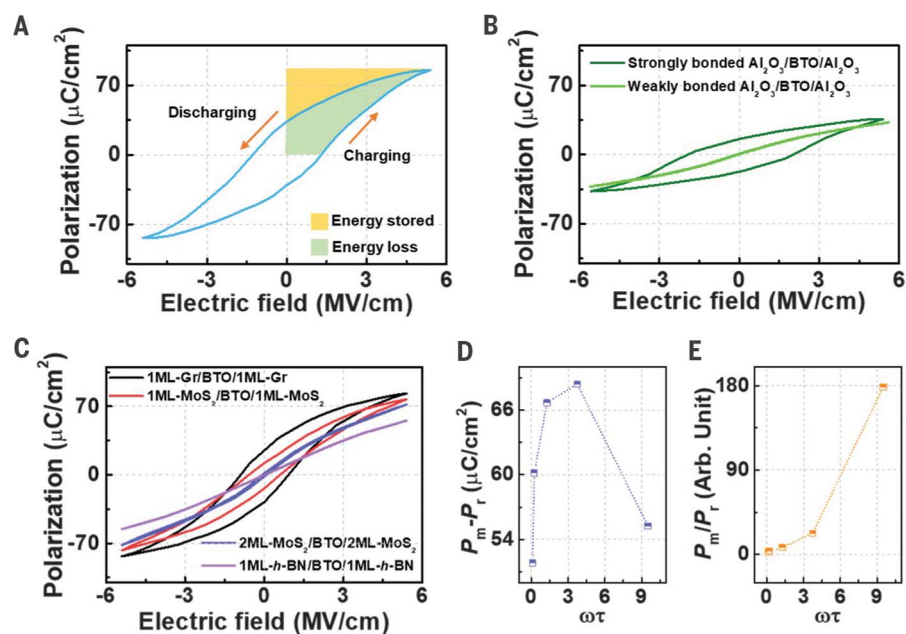 A
Polarization (μC/cm²)
70
0
-70
Discharging
Charging
Energy stored
Energy loss
-6 -3 0 3 6
Electric field (MV/cm)
B
Polarization (μC/cm²)
70
0
-70
Strongly bonded Al₂O₃/BTO/Al₂O₃
Weakly bonded Al₂O₃/BTO/Al₂O₃
-6 -3 0 3 6
Electric field (MV/cm)
C
Polarization (μC/cm²)
70
0
-70
1ML-Gr/BTO/1ML-Gr
1ML-MoS₂/BTO/1ML-MoS₂
2ML-MoS₂/BTO/2ML-MoS₂
1ML-h-BN/BTO/1ML-h-BN
-6 -3 0 3 6
Electric field (MV/cm)
D
Pm-Pr (μC/cm²)
66
60
54
0 3 6 9
ωτ
E
Pm/Pr (Arb. Unit)
180
90
0
0 3 6 9
ωτ